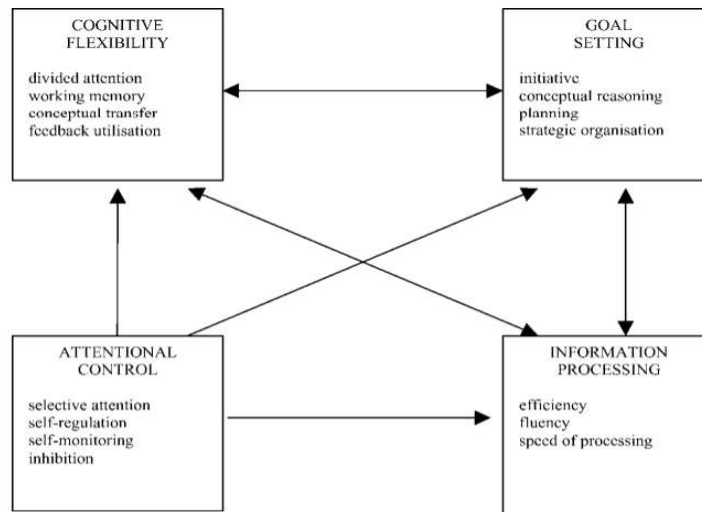 COGNITIVE
FLEXIBILITY
divided attention
working memory
conceptual transfer
feedback utilisation
GOAL
SETTING
initiative
conceptual reasoning
planning
strategic organisation
ATTENTIONAL
CONTROL
selective attention
self-regulation
self-monitoring
inhibition
INFORMATION
PROCESSING
efficiency
fluency
speed of processing